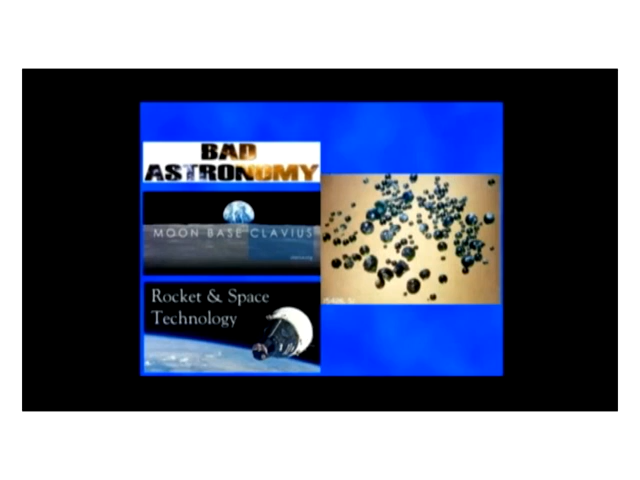 BAD
ASTRONOMY
MOON BASE CLAVIUS
Rocket & Space
Technology